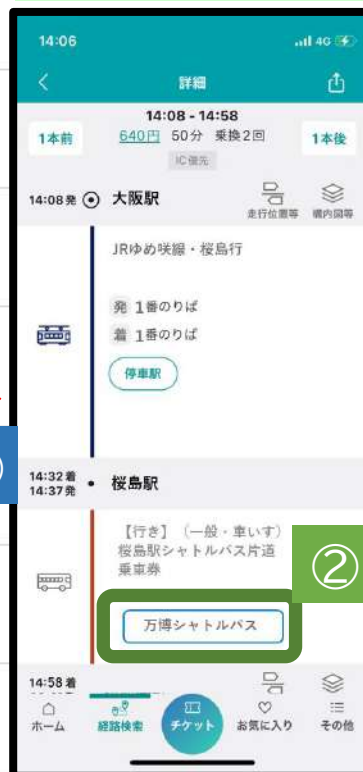 14:06
4G
詳細
14:08 - 14:58
1本前
640円 50分 乗換2回
1本後
IC優先
14:08発
大阪駅
走行位置等
構内図等
JRゆめ咲線・桜島行
発 1番のりば
着 1番のりば
停車駅
14:32着
14:37発
桜島駅
【行き】（一般・車いす）
桜島駅シャトルバス片道
乗車券
②
万博シャトルバス
14:58着
ホーム
経路検索
チケット
お気に入り
その他